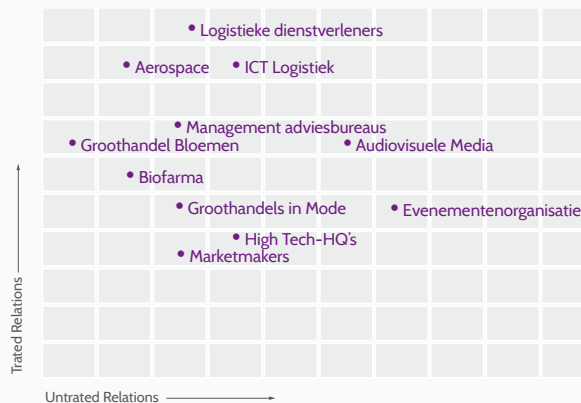 Logistieke dienstverleners
Aerospace
ICT Logistiek
Management adviesbureaus
Groothandel Bloemen
Audiovisuele Media
Biofarma
Groothandels in Mode
Evenementenorganisatie
High Tech-HQ's
Marketmakers
Trated Relations
Untrated Relations